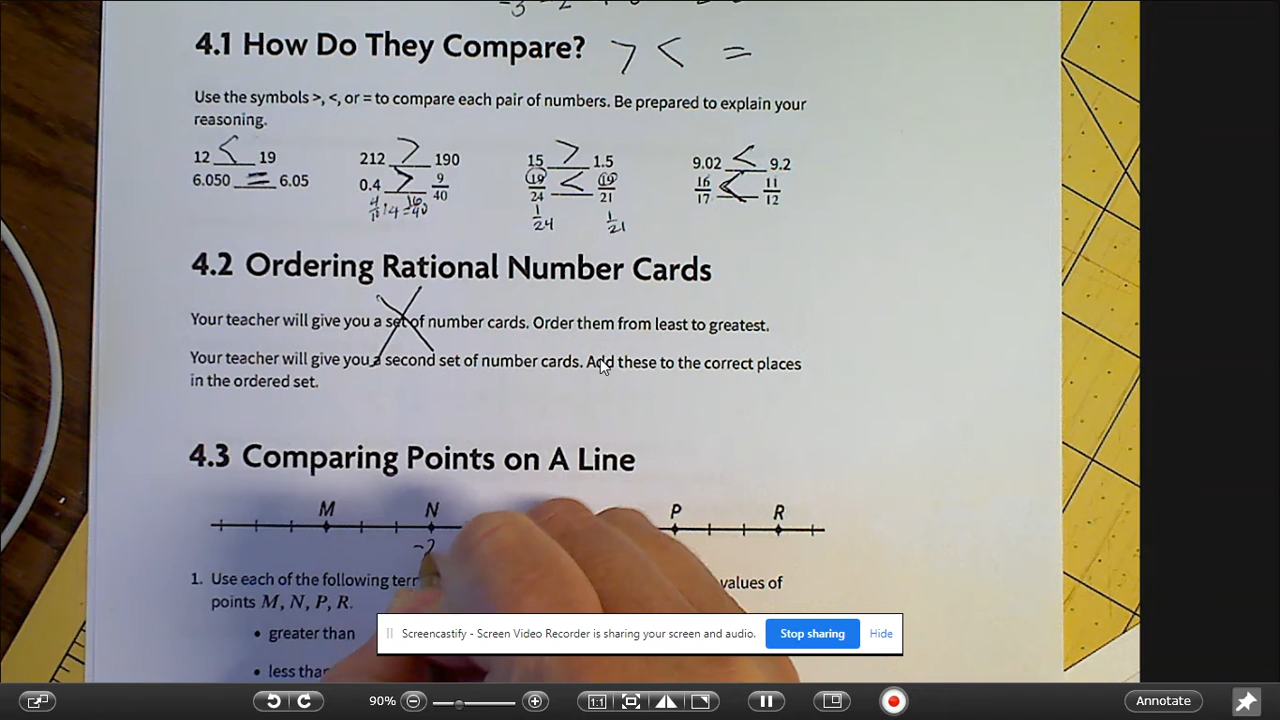 -3 -2
4.1 How Do They Compare? > < =
Use the symbols >, <, or = to compare each pair of numbers. Be prepared to explain your
reasoning.
12 < 19 212 > 190 15 > 1.5 9.02 < 9.2
6.050 = 6.05 0.4 > 9/40 19/24 < 19/21 16/17 < 11/12
1/24 1/21
4.2 Ordering Rational Number Cards
Your teacher will give you a set of number cards. Order them from least to greatest.
Your teacher will give you a second set of number cards. Add these to the correct places
in the ordered set.
4.3 Comparing Points on A Line
M N P R
-2
1. Use each of the following values of
points M, N, P, R.
• greater than
• less
Screencastify - Screen Video Recorder is sharing your screen and audio. Stop sharing Hide
90% 1:1 Annotate